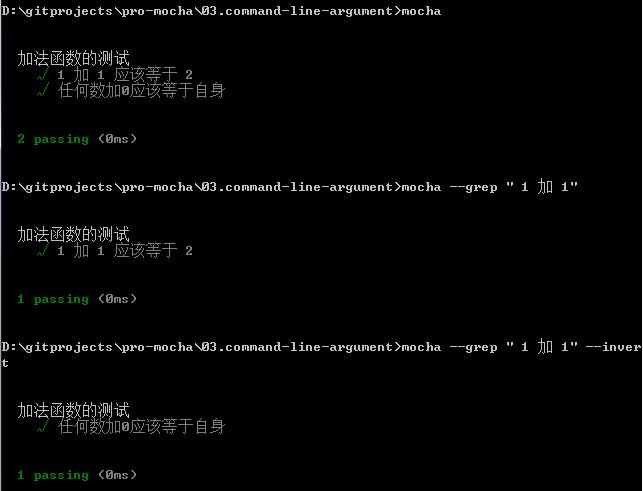 D:\gitprojects\pro-mocha\03.command-line-argument>mocha
加法函数的测试
√ 1 加 1 应该等于 2
√ 任何数加0应该等于自身
2 passing (0ms)
D:\gitprojects\pro-mocha\03.command-line-argument>mocha --grep " 1 加 1"
加法函数的测试
√ 1 加 1 应该等于 2
1 passing (0ms)
D:\gitprojects\pro-mocha\03.command-line-argument>mocha --grep " 1 加 1" --inver
t
加法函数的测试
√ 任何数加0应该等于自身
1 passing (0ms)